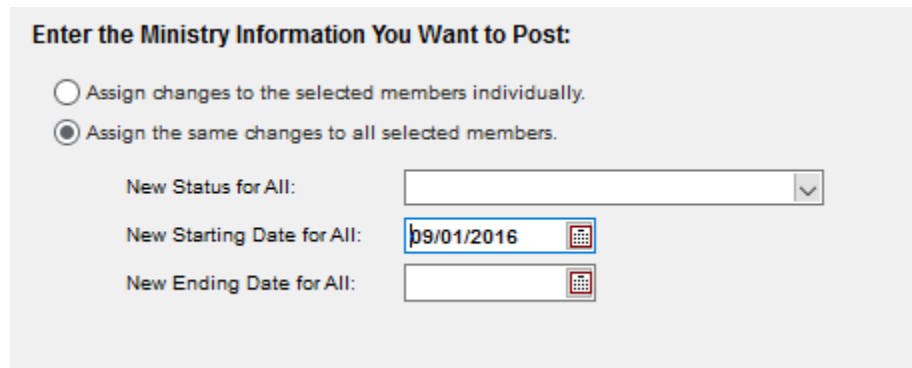 Enter the Ministry Information You Want to Post:
Assign changes to the selected members individually.
Assign the same changes to all selected members.
New Status for All:
New Starting Date for All: 09/01/2016
New Ending Date for All: